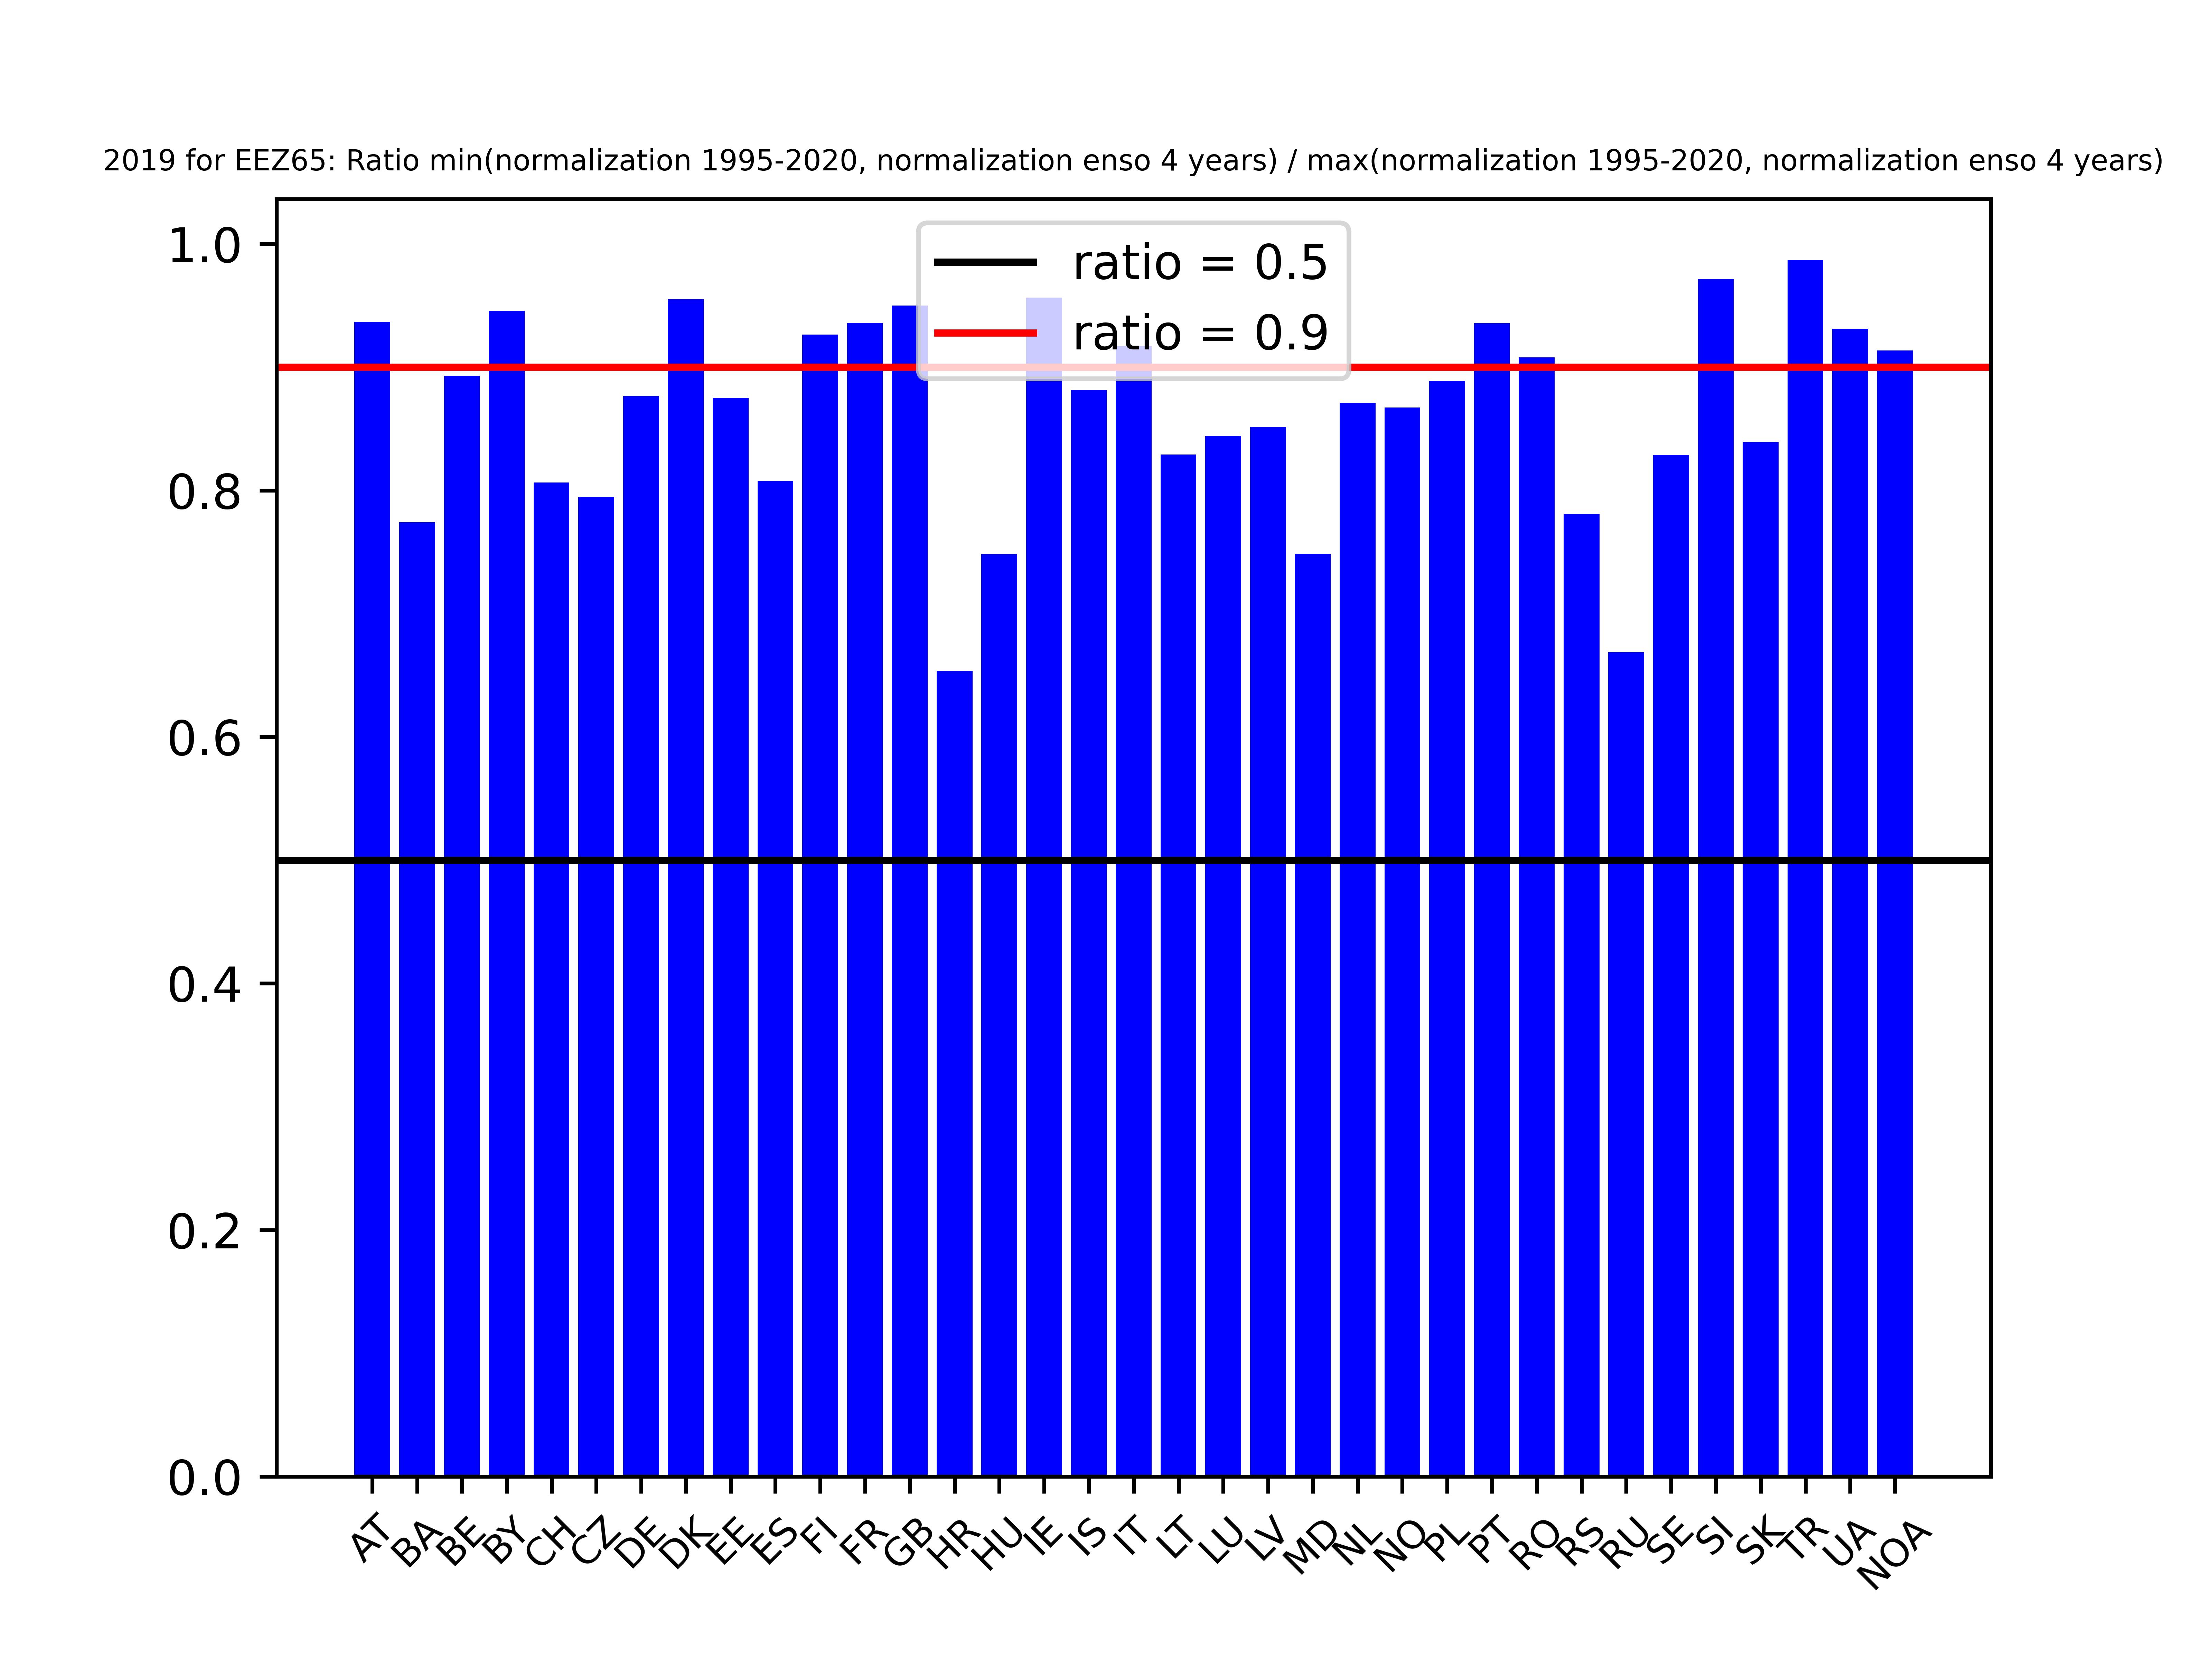 2019 for EEZ65: Ratio min(normalization 1995-2020, normalization enso 4 years) / max(normalization 1995-2020, normalization enso 4 years)
ratio = 0.5
ratio = 0.9
1.0
0.8
0.6
0.4
0.2
0.0
AT BA BE BY CH CZ DE DK EE ES FI FR GB HR HU IE IS IT LT LU LV MD NL NO PL PT RO RS RU SE SI SK TR UA NOA